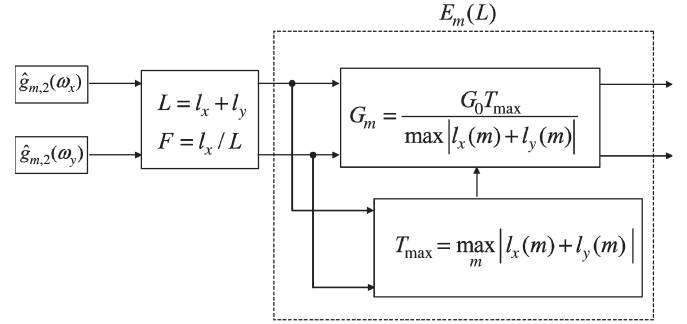 E_m(L)
ĝ_{m,2}(ω_x)
ĝ_{m,2}(ω_y)
L = l_x + l_y
F = l_x / L
G_m = G_0 T_max / max|l_x(m) + l_y(m)|
T_max = max_m |l_x(m) + l_y(m)|